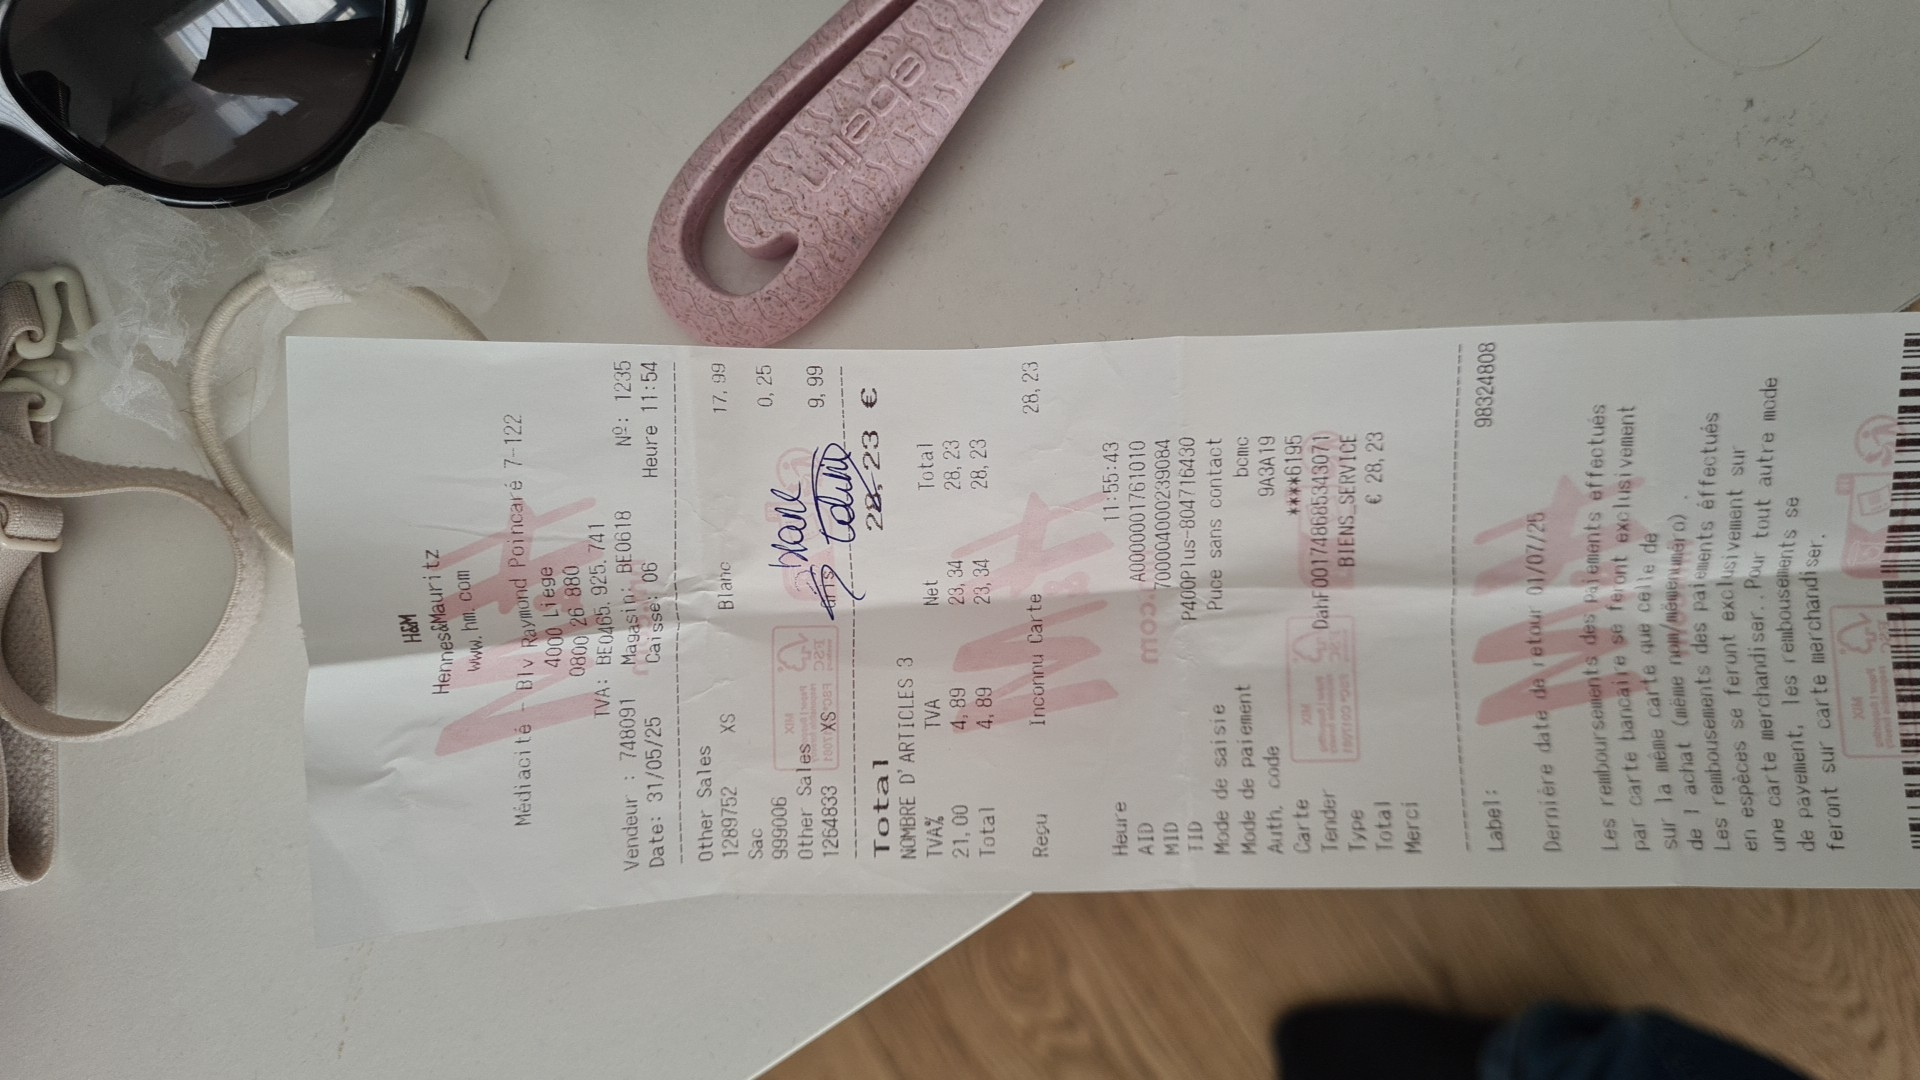 ebelin
H&M
Hennes&Mauritz
www.hm.com
Médiacité - Blv Raymond Poincaré 7-122
4000 Liege
0800 26 880
TVA: BE0465.925.741
Vendeur : 748091 Magasin: BE0618 Nº: 1235
Date: 31/05/25 Caisse: 06 Heure 11:54
Other Sales 17,99
1289752 XS Blanc
Sac 0,25
999006
Other Sales 9,99
1264833 XS
Total 28,23 €
NOMBRE D'ARTICLES 3
TVA% TVA Net Total
21,00 4,89 23,34 28,23
Total 4,89 23,34 28,23
Reçu Inconnu Carte 28,23
Heure 11:55:43
AID A0000001761010
MID 700004000239084
TID P400Plus-804716430
Mode de saisie Puce sans contact
Mode de paiement bcmc
Auth. code 9A3A19
Carte ***6195
Tender DahF001748685343071
Type BIENS_SERVICE
Total € 28,23
Merci
Label: 98324808
Dernière date de retour 01/07/25
Les remboursements des paiements effectués
par carte bancaire se feront exclusivement
sur la même carte que celle de
l achat (même nom/mêmenuméro).
Les rembousements des paiements éffectués
en espèces se feront exclusivement sur
une carte merchandiser. Pour tout autre mode
de payement, les rembousements se
feront sur carte merchandiser.